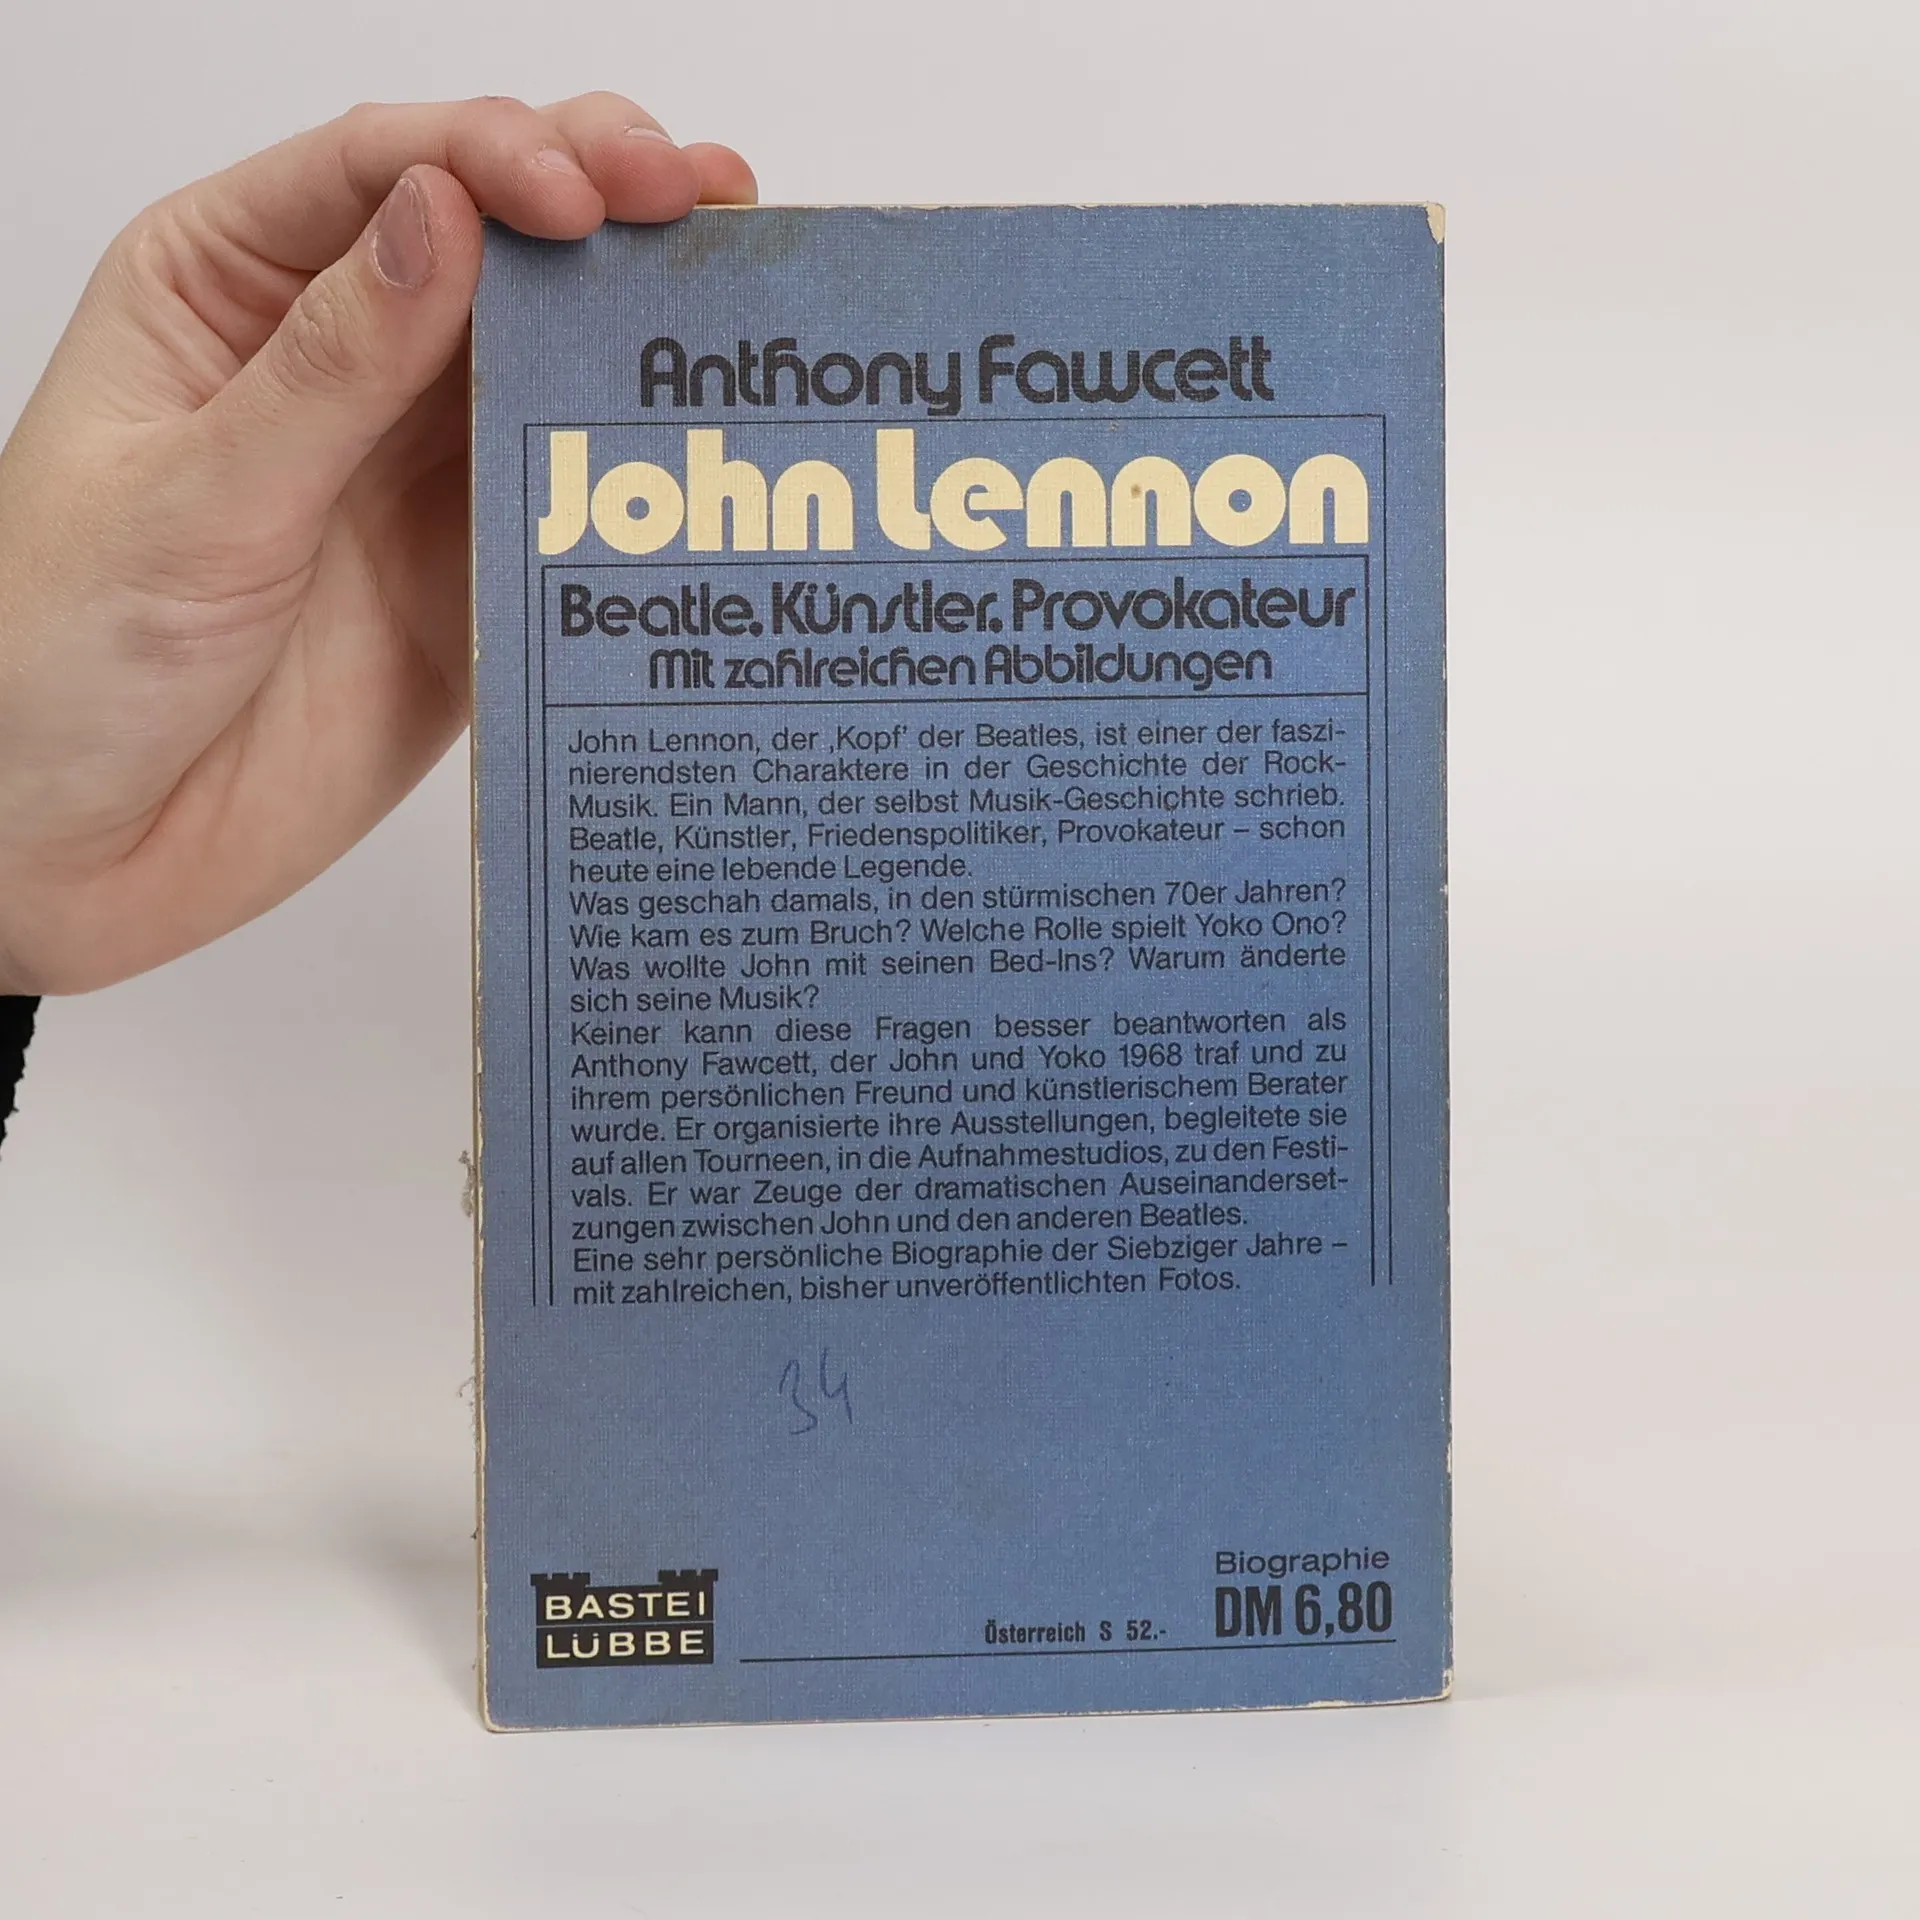 Anthony Fawcett
John Lennon
Beatle. Künstler. Provokateur
Mit zahlreichen Abbildungen
John Lennon, der ‚Kopf’ der Beatles, ist einer der faszi-
nierendsten Charaktere in der Geschichte der Rock-
Musik. Ein Mann, der selbst Musik-Geschichte schrieb.
Beatle, Künstler, Friedenspolitiker, Provokateur – schon
heute eine lebende Legende.
Was geschah damals, in den stürmischen 70er Jahren?
Wie kam es zum Bruch? Welche Rolle spielt Yoko Ono?
Was wollte John mit seinen Bed-Ins? Warum änderte
sich seine Musik?
Keiner kann diese Fragen besser beantworten als
Anthony Fawcett, der John und Yoko 1968 traf und zu
ihrem persönlichen Freund und künstlerischem Berater
wurde. Er organisierte ihre Ausstellungen, begleitete sie
auf allen Tourneen, in die Aufnahmestudios, zu den Festi-
vals. Er war Zeuge der dramatischen Auseinanderset-
zungen zwischen John und den anderen Beatles.
Eine sehr persönliche Biographie der Siebziger Jahre –
mit zahlreichen, bisher unveröffentlichten Fotos.
34
BASTEI
LÜBBE
Biographie
Österreich S 52.- DM 6,80